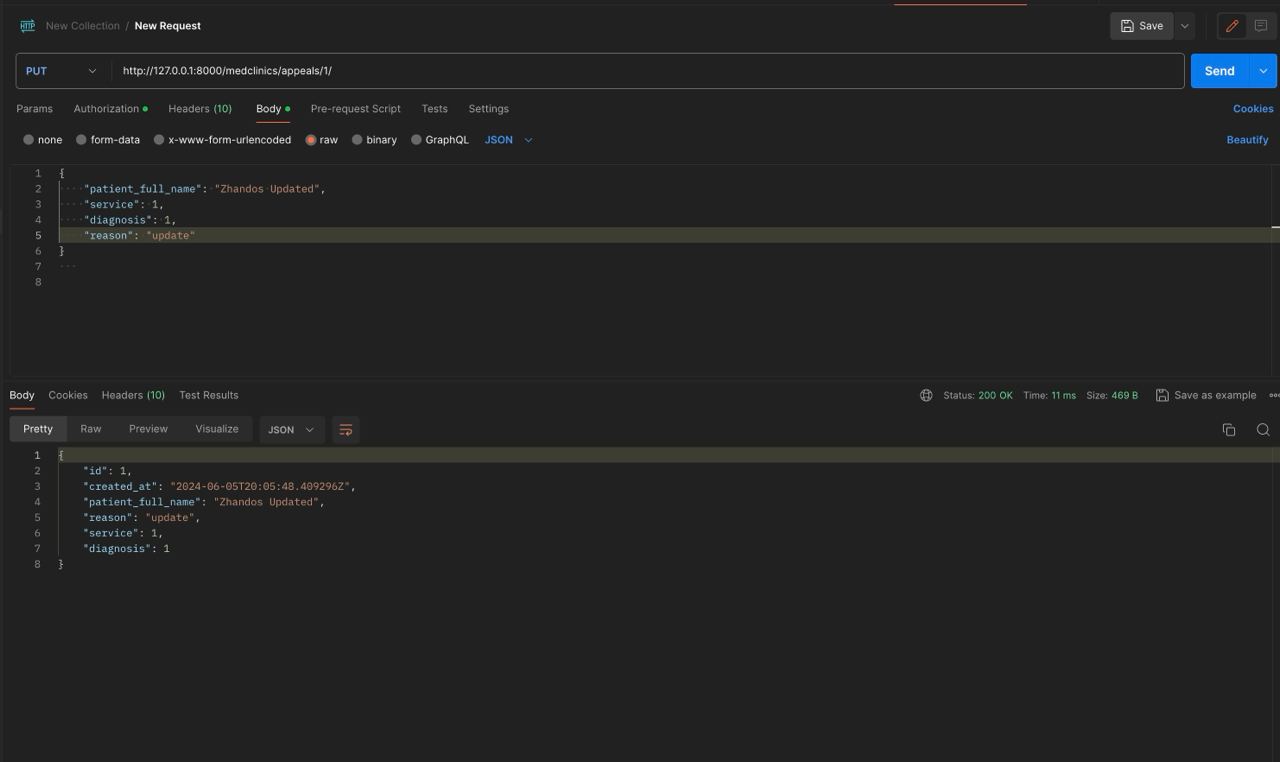 HTTP New Collection / New Request Save
PUT http://127.0.0.1:8000/medclinics/appeals/1/ Send
Params Authorization Headers (10) Body Pre-request Script Tests Settings Cookies
none form-data x-www-form-urlencoded raw binary GraphQL JSON Beautify
1 {
2 ····"patient_full_name":·"Zhandos·Updated",
3 ····"service":·1,
4 ····"diagnosis":·1,
5 ····"reason":·"update"
6 }
7 ···
8
Body Cookies Headers (10) Test Results Status: 200 OK Time: 11 ms Size: 469 B Save as example
Pretty Raw Preview Visualize JSON
1 {
2 "id": 1,
3 "created_at": "2024-06-05T20:05:48.409296Z",
4 "patient_full_name": "Zhandos Updated",
5 "reason": "update",
6 "service": 1,
7 "diagnosis": 1
8 }